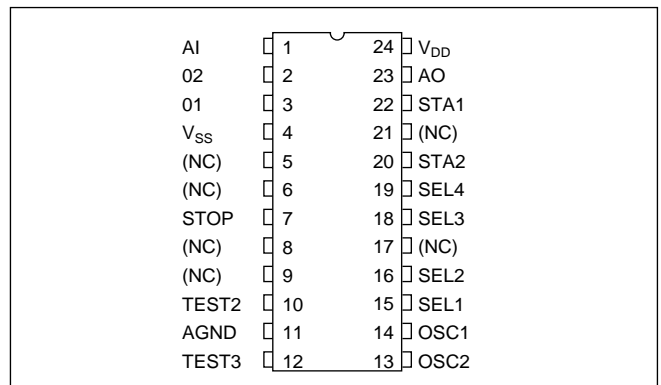 AI 1 24 VDD
02 2 23 AO
01 3 22 STA1
VSS 4 21 (NC)
(NC) 5 20 STA2
(NC) 6 19 SEL4
STOP 7 18 SEL3
(NC) 8 17 (NC)
(NC) 9 16 SEL2
TEST2 10 15 SEL1
AGND 11 14 OSC1
TEST3 12 13 OSC2